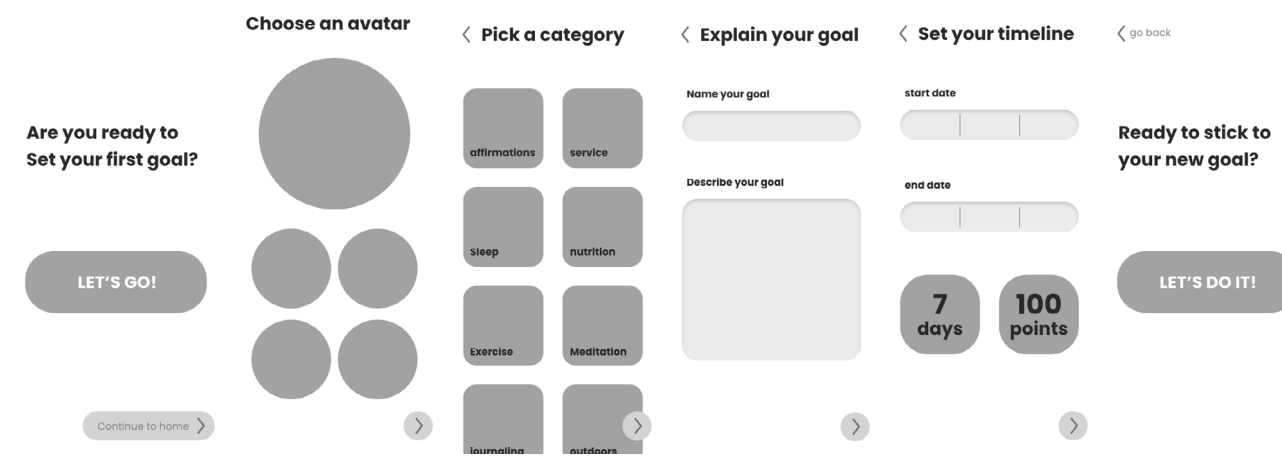 Are you ready to
Set your first goal?
LET'S GO!
Continue to home
Choose an avatar
Pick a category
affirmations
service
Sleep
nutrition
Exercise
Meditation
journaling
outdoors
Explain your goal
Name your goal
Describe your goal
Set your timeline
start date
end date
7
days
100
points
go back
Ready to stick to
your new goal?
LET'S DO IT!